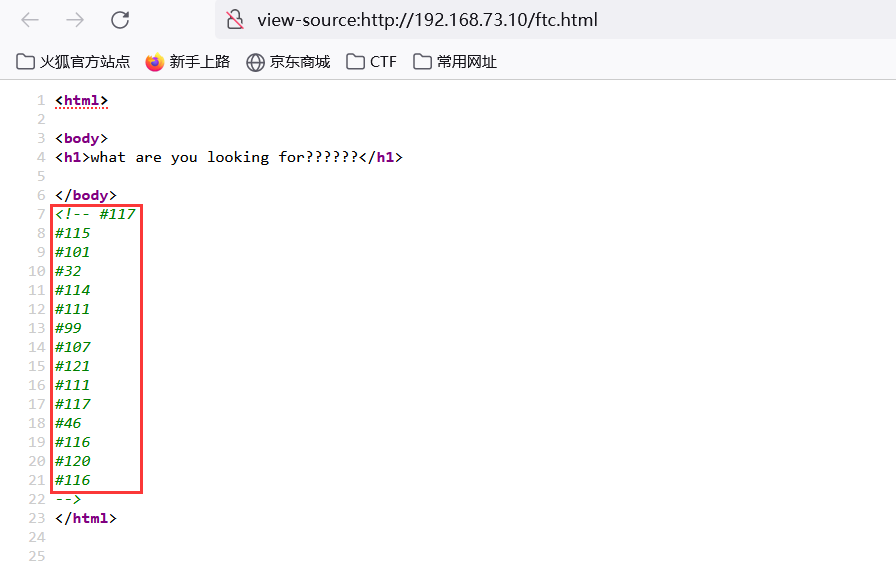 view-source:http://192.168.73.10/ftc.html
火狐官方站点 新手上路 京东商城 CTF 常用网址
1 <html>
2
3 <body>
4 <h1>what are you looking for??????</h1>
5
6 </body>
7 <!-- #117
8 #115
9 #101
10 #32
11 #114
12 #111
13 #99
14 #107
15 #121
16 #111
17 #117
18 #46
19 #116
20 #120
21 #116
22 -->
23 </html>
24
25